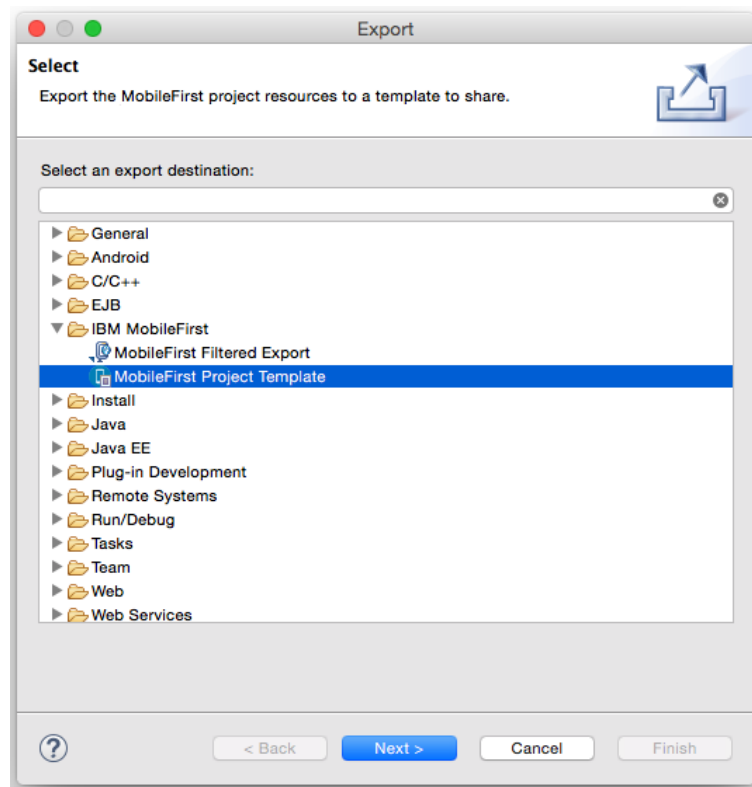 Export
Select
Export the MobileFirst project resources to a template to share.
Select an export destination:
General
Android
C/C++
EJB
IBM MobileFirst
MobileFirst Filtered Export
MobileFirst Project Template
Install
Java
Java EE
Plug-in Development
Remote Systems
Run/Debug
Tasks
Team
Web
Web Services
? < Back Next > Cancel Finish